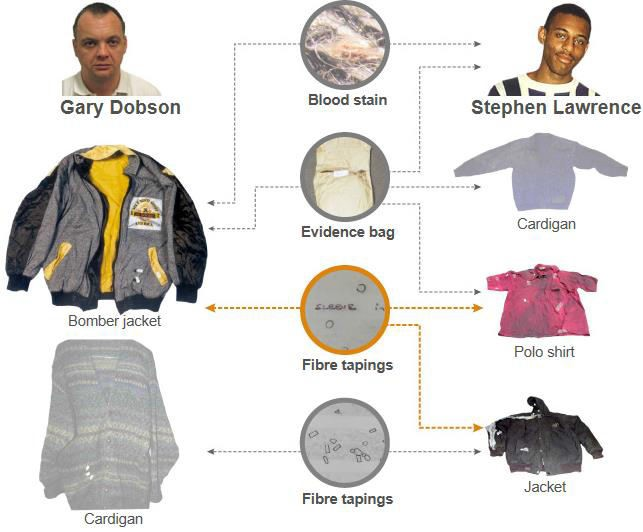 Gary Dobson
Blood stain
Stephen Lawrence
Evidence bag
Cardigan
Bomber jacket
Fibre tapings
Polo shirt
Cardigan
Fibre tapings
Jacket